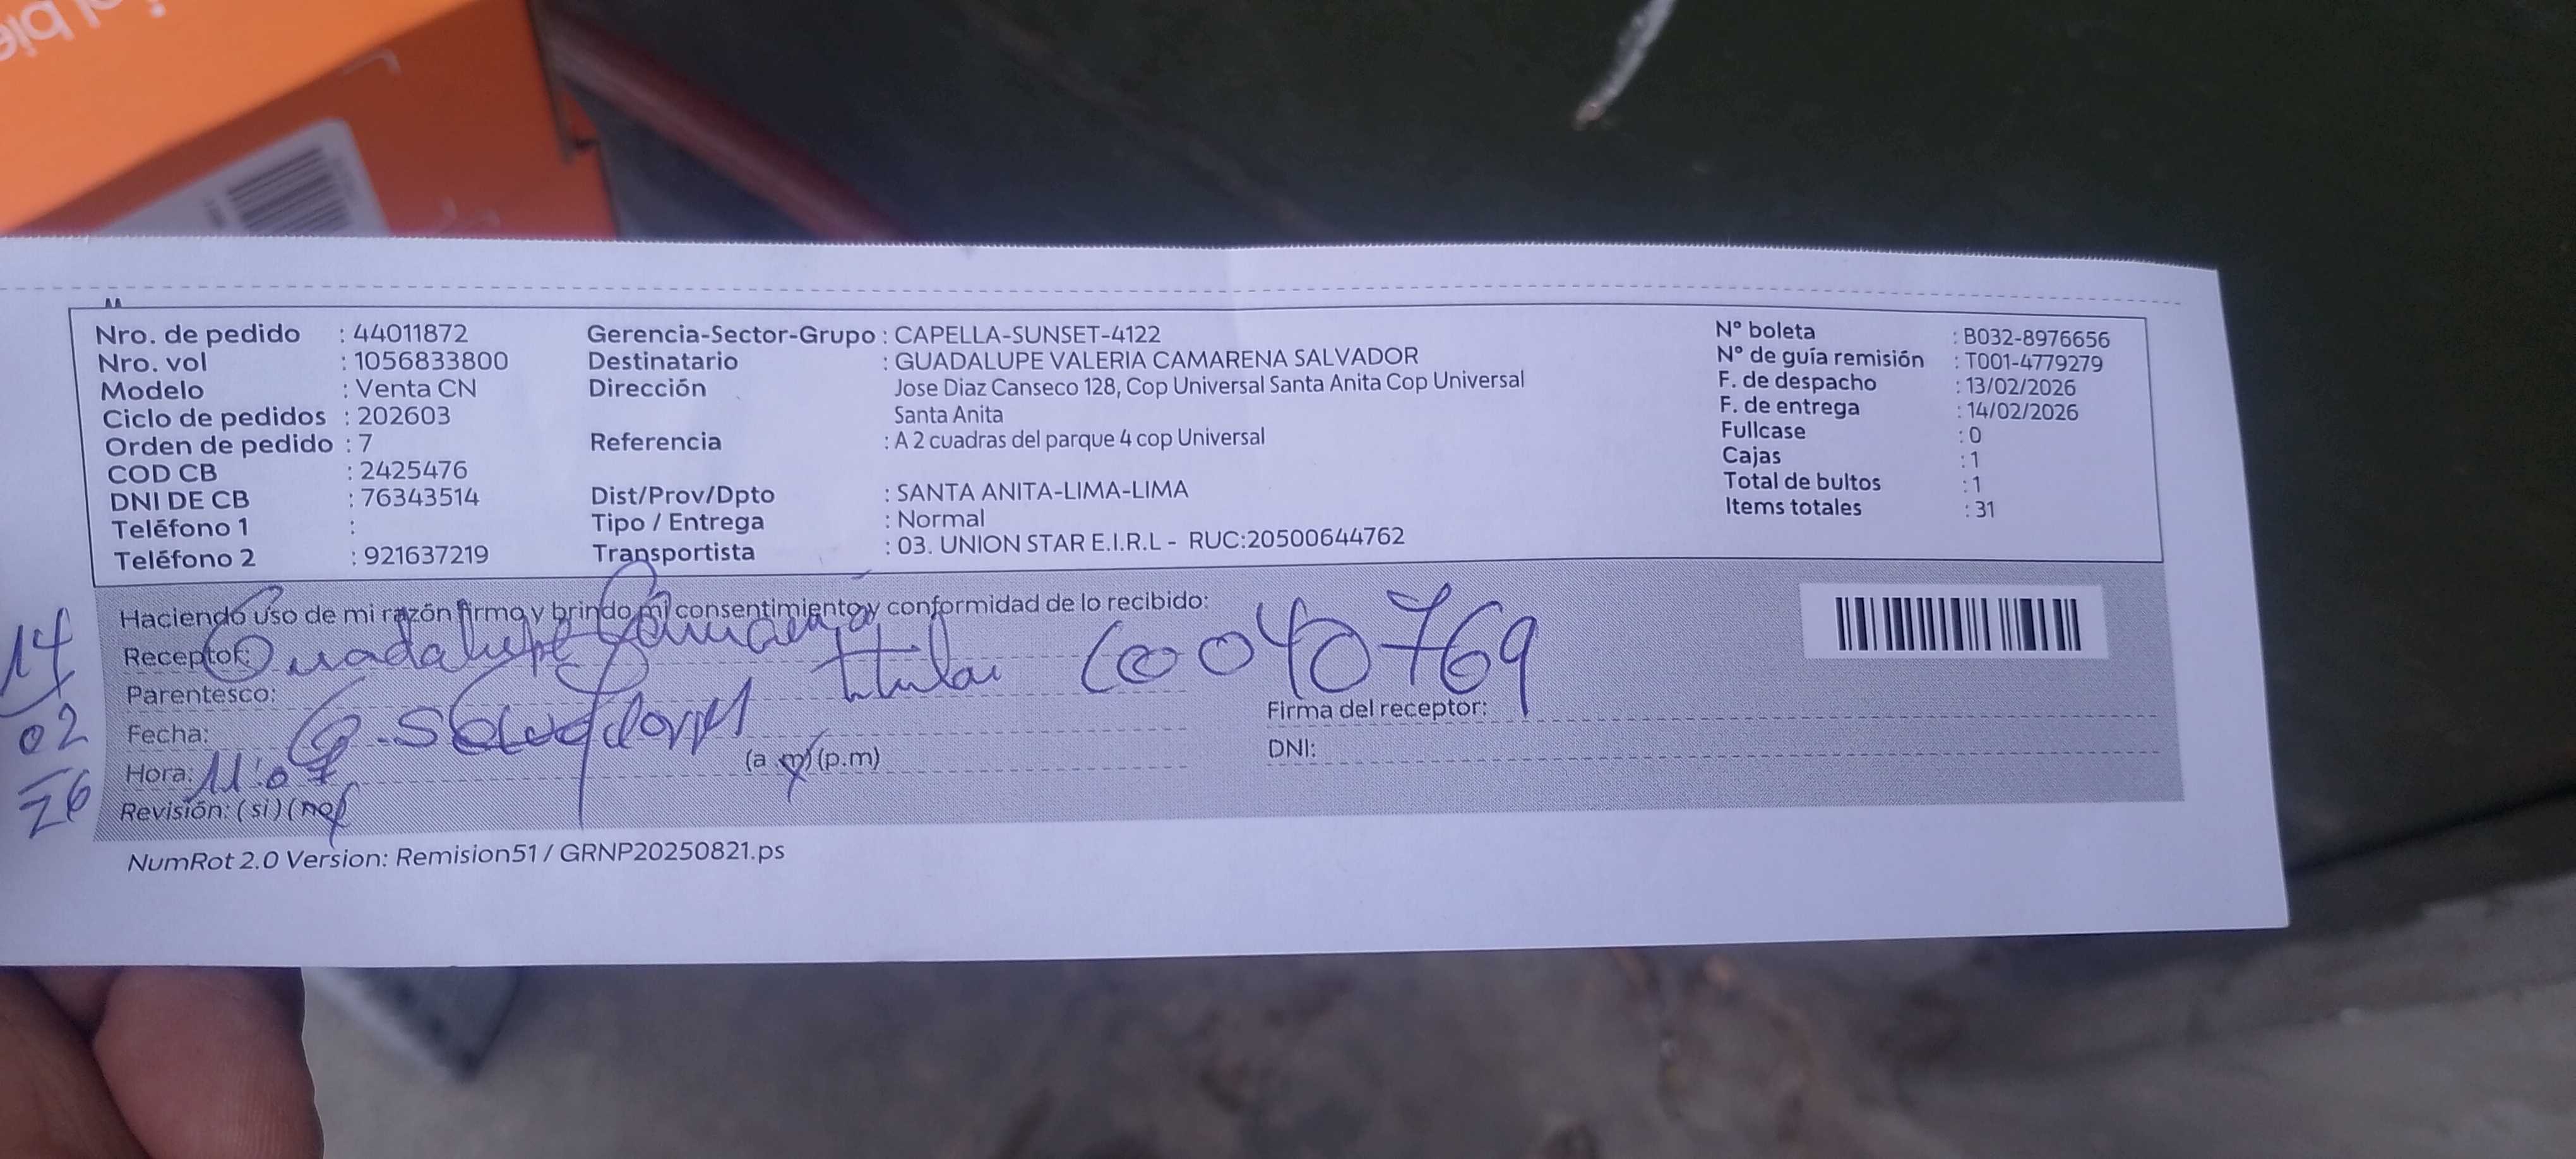 Nro. de pedido : 44011872
Nro. vol : 1056833800
Modelo : Venta CN
Ciclo de pedidos : 202603
Orden de pedido : 7
COD CB : 2425476
DNI DE CB : 76343514
Teléfono 1 :
Teléfono 2 : 921637219
Gerencia-Sector-Grupo : CAPELLA-SUNSET-4122
Destinatario : GUADALUPE VALERIA CAMARENA SALVADOR
Dirección Jose Diaz Canseco 128, Cop Universal Santa Anita Cop Universal
Santa Anita
Referencia : A 2 cuadras del parque 4 cop Universal
Dist/Prov/Dpto : SANTA ANITA-LIMA-LIMA
Tipo / Entrega : Normal
Transportista : 03. UNION STAR E.I.R.L - RUC:20500644762
N° boleta : B032-8976656
N° de guía remisión : T001-4779279
F. de despacho : 13/02/2026
F. de entrega : 14/02/2026
Fullcase : 0
Cajas : 1
Total de bultos : 1
Items totales : 31
Haciendo uso de mi razón firmo y brindo mi consentimiento y conformidad de lo recibido:
Receptor: Guadalupe
Parentesco: titular 60040769
Fecha:
Hora: 11:07 (a.m) (p.m)
Revisión: (si) (no)
Firma del receptor:
DNI:
14
02
26
NumRot 2.0 Version: Remision51 / GRNP20250821.ps